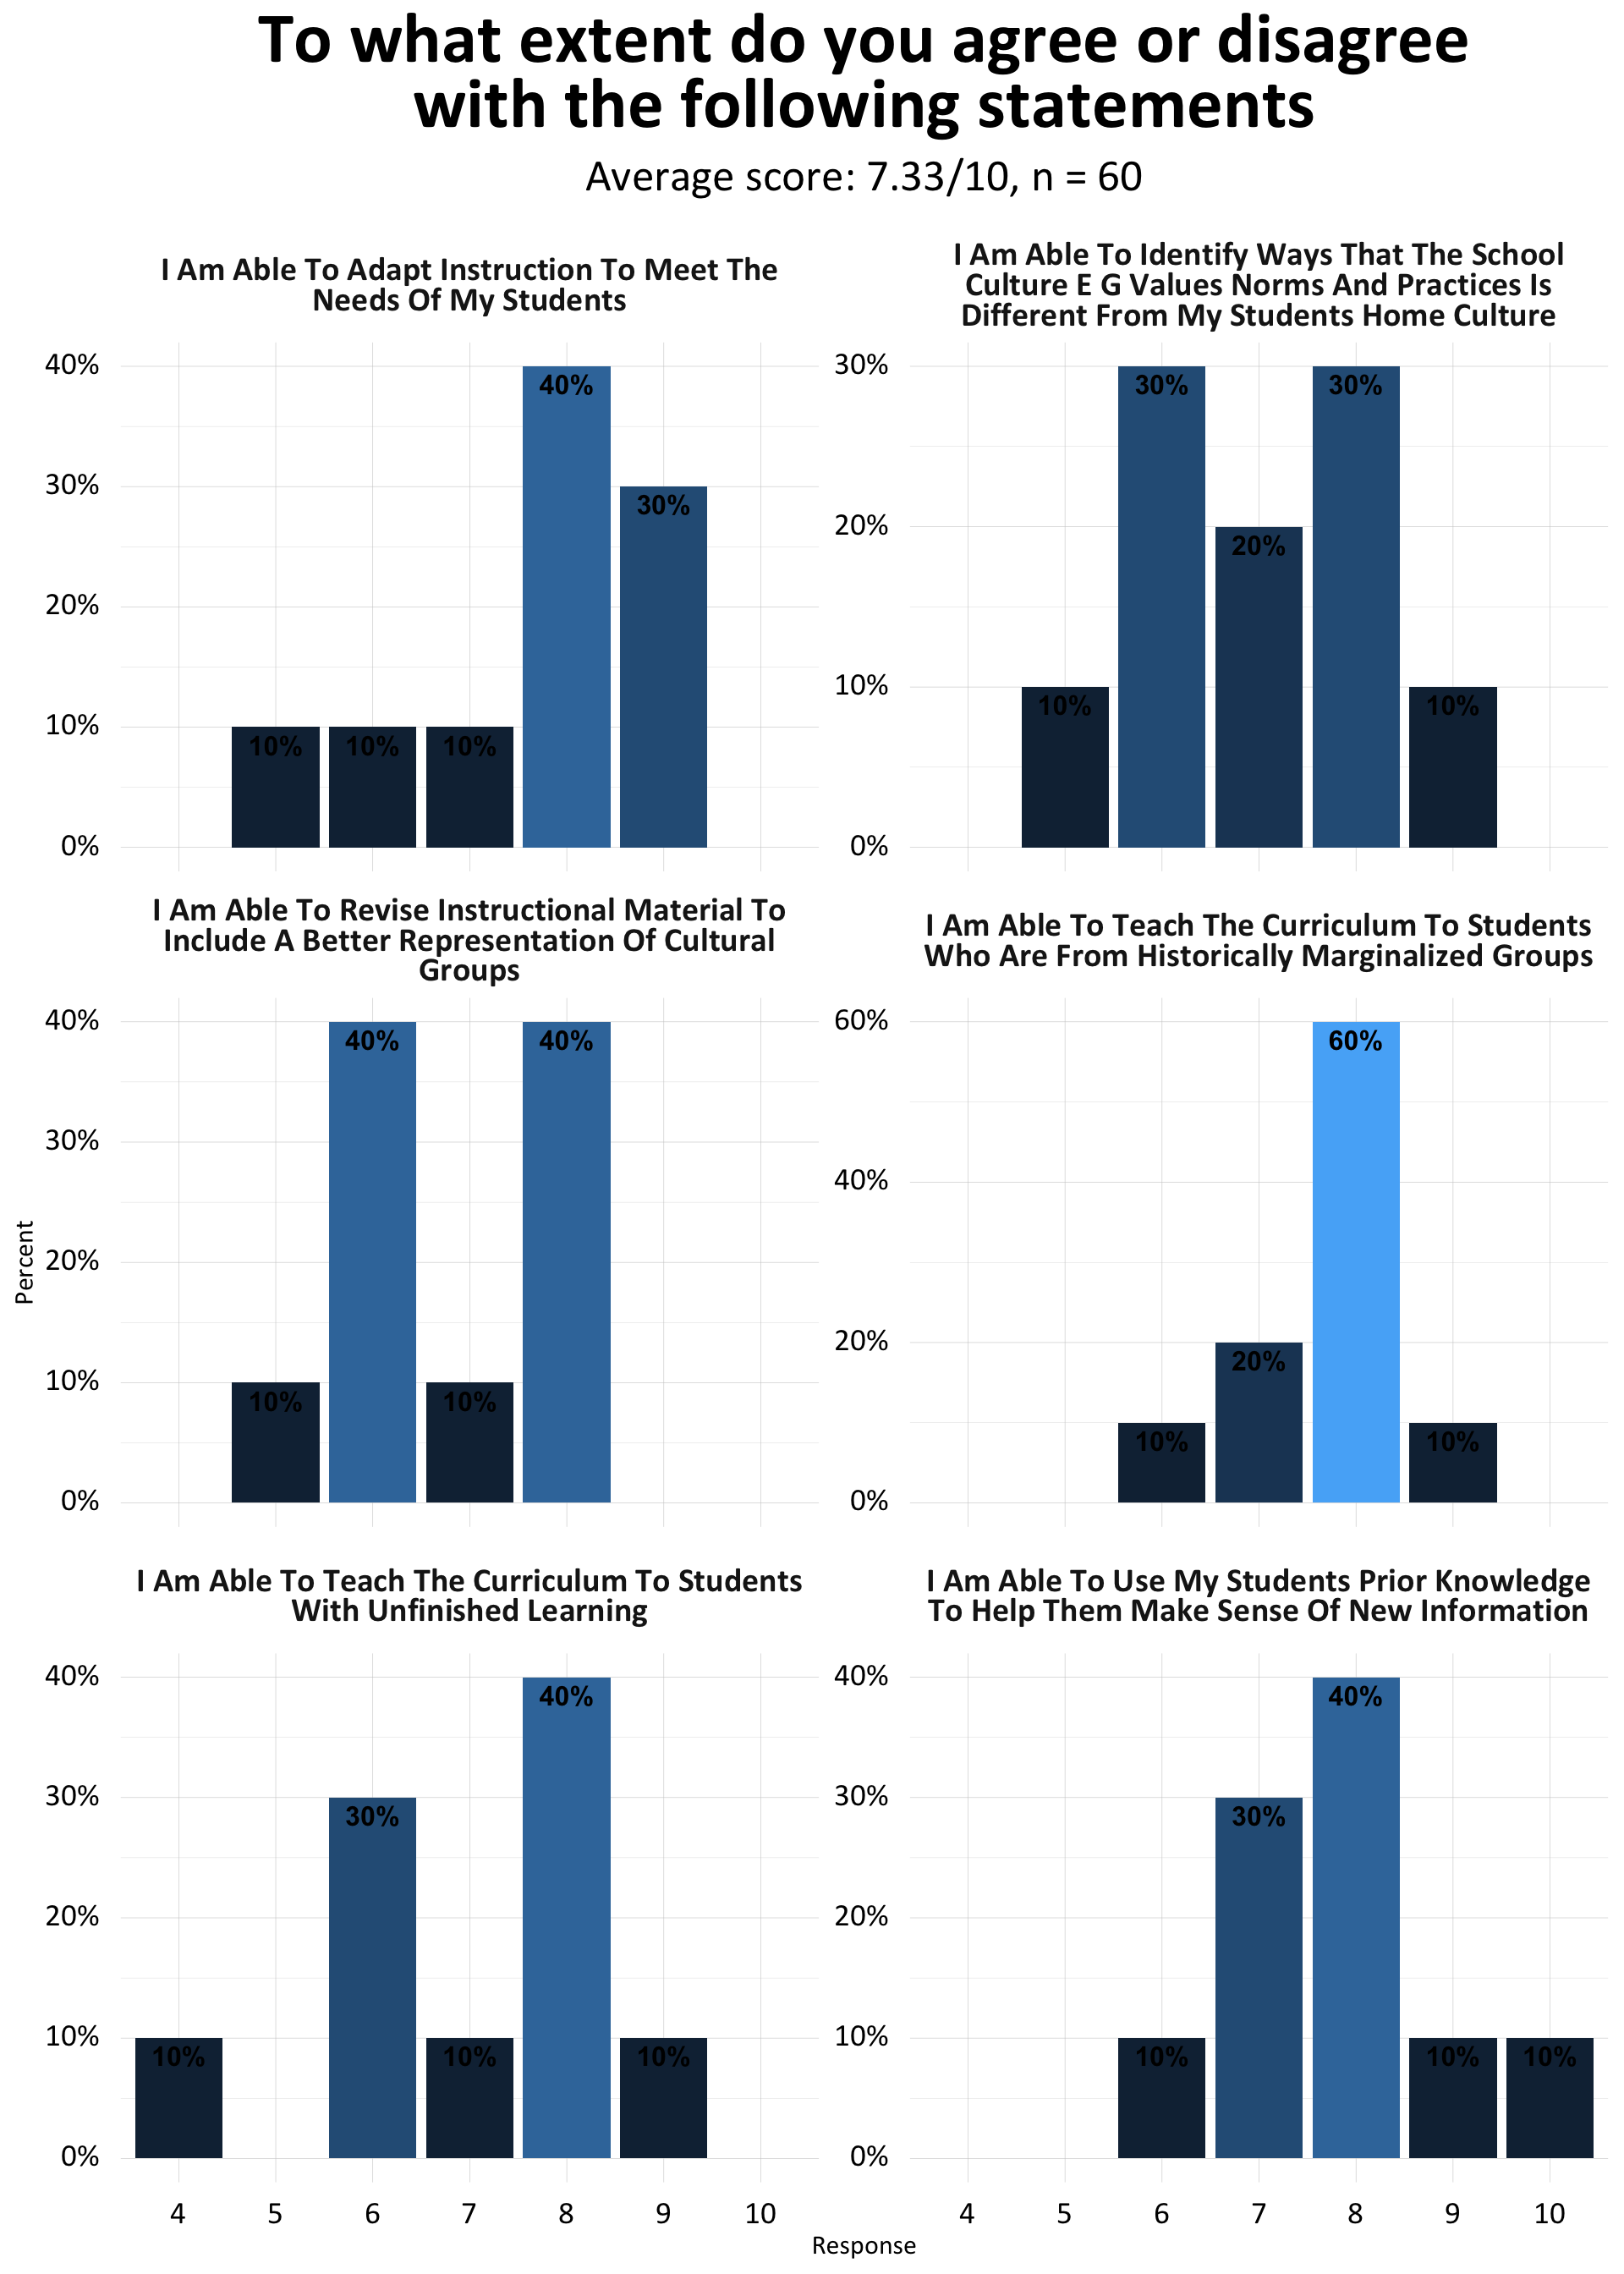 To what extent do you agree or disagree
with the following statements
Average score: 7.33/10, n = 60
I Am Able To Adapt Instruction To Meet The
Needs Of My Students
40%
30%
20%
10%
0%
10%
10%
10%
40%
30%
I Am Able To Identify Ways That The School
Culture E G Values Norms And Practices Is
Different From My Students Home Culture
30%
20%
10%
0%
10%
30%
20%
30%
10%
I Am Able To Revise Instructional Material To
Include A Better Representation Of Cultural
Groups
40%
30%
20%
10%
0%
10%
40%
10%
40%
I Am Able To Teach The Curriculum To Students
Who Are From Historically Marginalized Groups
60%
40%
20%
0%
10%
20%
60%
10%
Percent
I Am Able To Teach The Curriculum To Students
With Unfinished Learning
40%
30%
20%
10%
0%
10%
30%
10%
40%
10%
4 5 6 7 8 9 10
I Am Able To Use My Students Prior Knowledge
To Help Them Make Sense Of New Information
40%
30%
20%
10%
0%
10%
30%
40%
10%
10%
4 5 6 7 8 9 10
Response